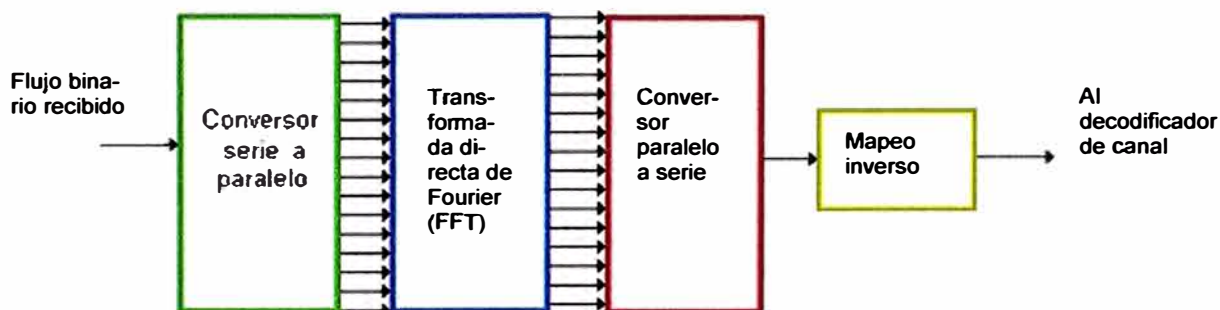 Flujo bina-
rio recibido
Conversor
serie a
paralelo
Trans-
forma-
da di-
recta de
Fourier
(FFT)
Conver-
sor
paralelo
a serie
Mapeo
inverso
Al
decodificador
de canal